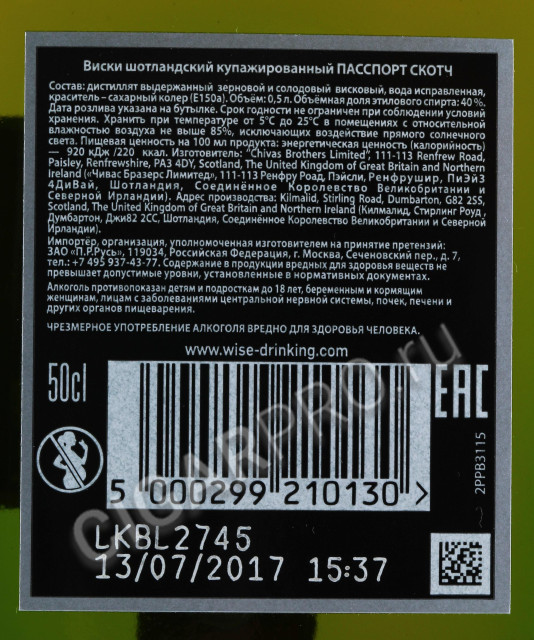 Виски шотландский купажированный ПАССПОРТ СКОТЧ
Состав: дистиллят выдержанный зерновой и солодовый висковый, вода исправленная,
краситель – сахарный колер (Е150а). Объём: 0,5 л. Объёмная доля этилового спирта: 40 %.
Дата розлива указана на бутылке. Срок годности не ограничен при соблюдении условий
хранения. Хранить при температуре от 5°С до 25°С в помещениях с относительной
влажностью воздуха не выше 85%, исключающих воздействие прямого солнечного
света. Пищевая ценность на 100 мл продукта: энергетическая ценность (калорийность)
— 920 кДж /220 ккал. Изготовитель: "Chivas Brothers Limited", 111-113 Renfrew Road,
Paisley, Renfrewshire, PA3 4DY, Scotland, The United Kingdom of Great Britain and Northern
Ireland («Чивас Бразерс Лимитед», 111-113 Ренфру Роад, Пэйсли, Ренфрушир, ПиЭй3
4ДиВай, Шотландия, Соединённое Королевство Великобритании и
Северной Ирландии). Адрес производства: Kilmalid, Stirling Road, Dumbarton, G82 2SS,
Scotland, The United Kingdom of Great Britain and Northern Ireland (Килмалид, Стирлинг Роуд ,
Думбартон, Джи82 2СС, Шотландия, Соединённое Королевство Великобритании и Северной
Ирландии).
Импортёр, организация, уполномоченная изготовителем на принятие претензий:
ЗАО «П.Р.Русь», 119034, Российская Федерация, г. Москва, Сеченовский пер., д. 7,
тел.: +7 495 937-43-77. Содержание в продукции вредных для здоровья веществ не
превышает допустимые уровни, установленные в нормативных документах.
Алкоголь противопоказан детям и подросткам до 18 лет, беременным и кормящим
женщинам, лицам с заболеваниями центральной нервной системы, почек, печени и
других органов пищеварения.
ЧРЕЗМЕРНОЕ УПОТРЕБЛЕНИЕ АЛКОГОЛЯ ВРЕДНО ДЛЯ ЗДОРОВЬЯ ЧЕЛОВЕКА.
www.wise-drinking.com
50cl
EAC
2PPB3115
5 000299 210130 >
LKBL2745
13/07/2017 15:37
CIGARPRO.ru